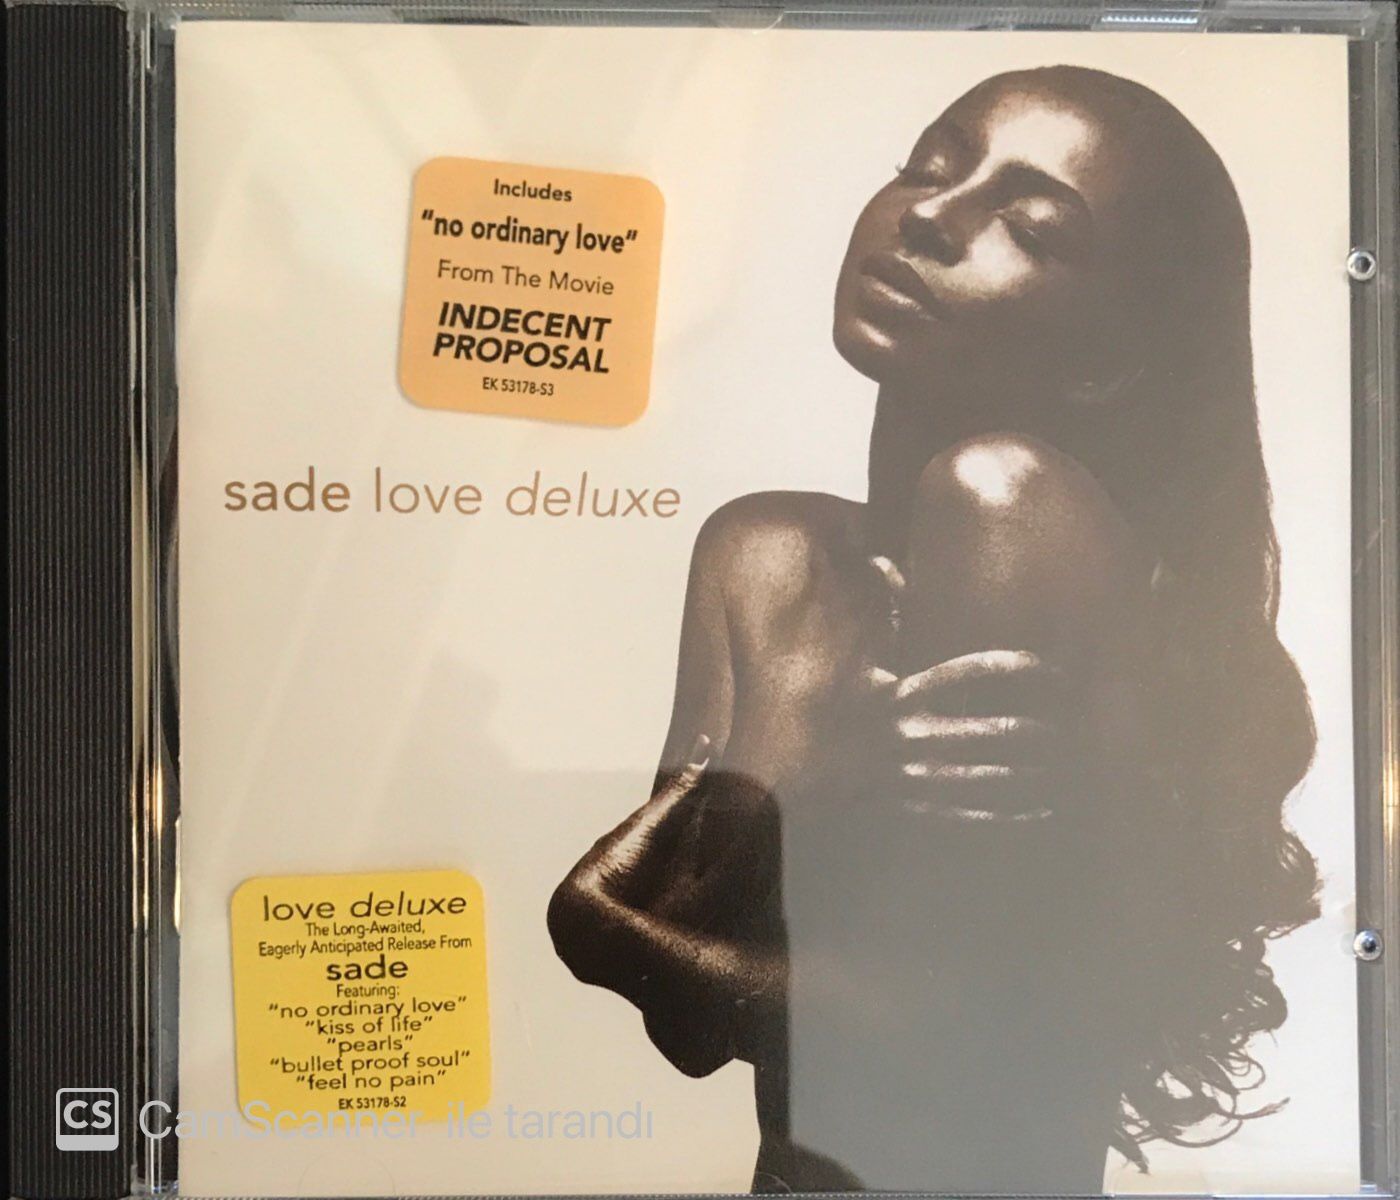 Includes
"no ordinary love"
From The Movie
INDECENT
PROPOSAL
EK 53178-S3
sade love deluxe
love deluxe
The Long-Awaited,
Eagerly Anticipated Release From
sade
Featuring:
"no ordinary love"
"kiss of life"
"pearls"
"bullet proof soul"
"feel no pain"
EK 53178-S2
CS CamScanner ile tarandı